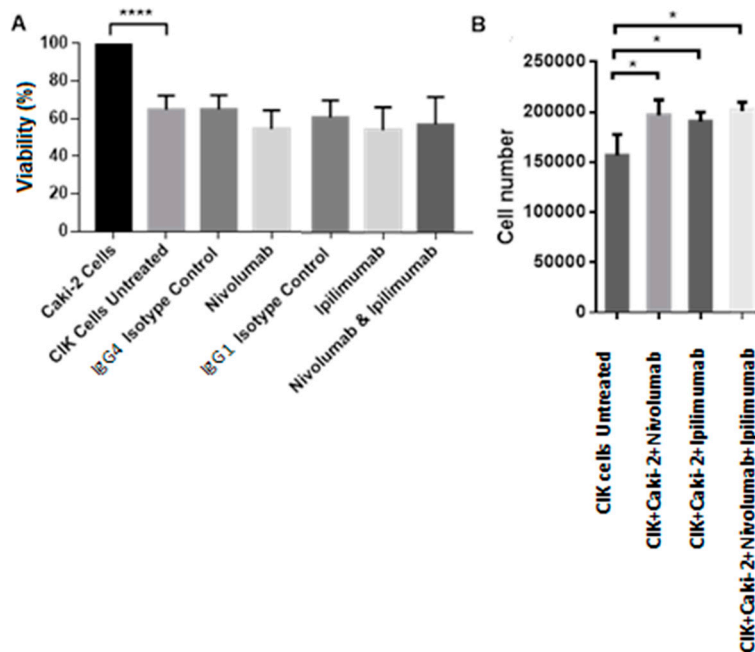 A
****
Viability (%)
100
80
60
40
20
0
Caki-2 Cells
CIK Cells Untreated
IgG4 Isotype Control
Nivolumab
IgG1 Isotype Control
Ipilimumab
Nivolumab & Ipilimumab
B
*
*
*
Cell number
250000
200000
150000
100000
50000
0
CIK cells Untreated
CIK+Caki-2+Nivolumab
CIK+Caki-2+Ipilimumab
CIK+Caki-2+Nivolumab+Ipilimumab